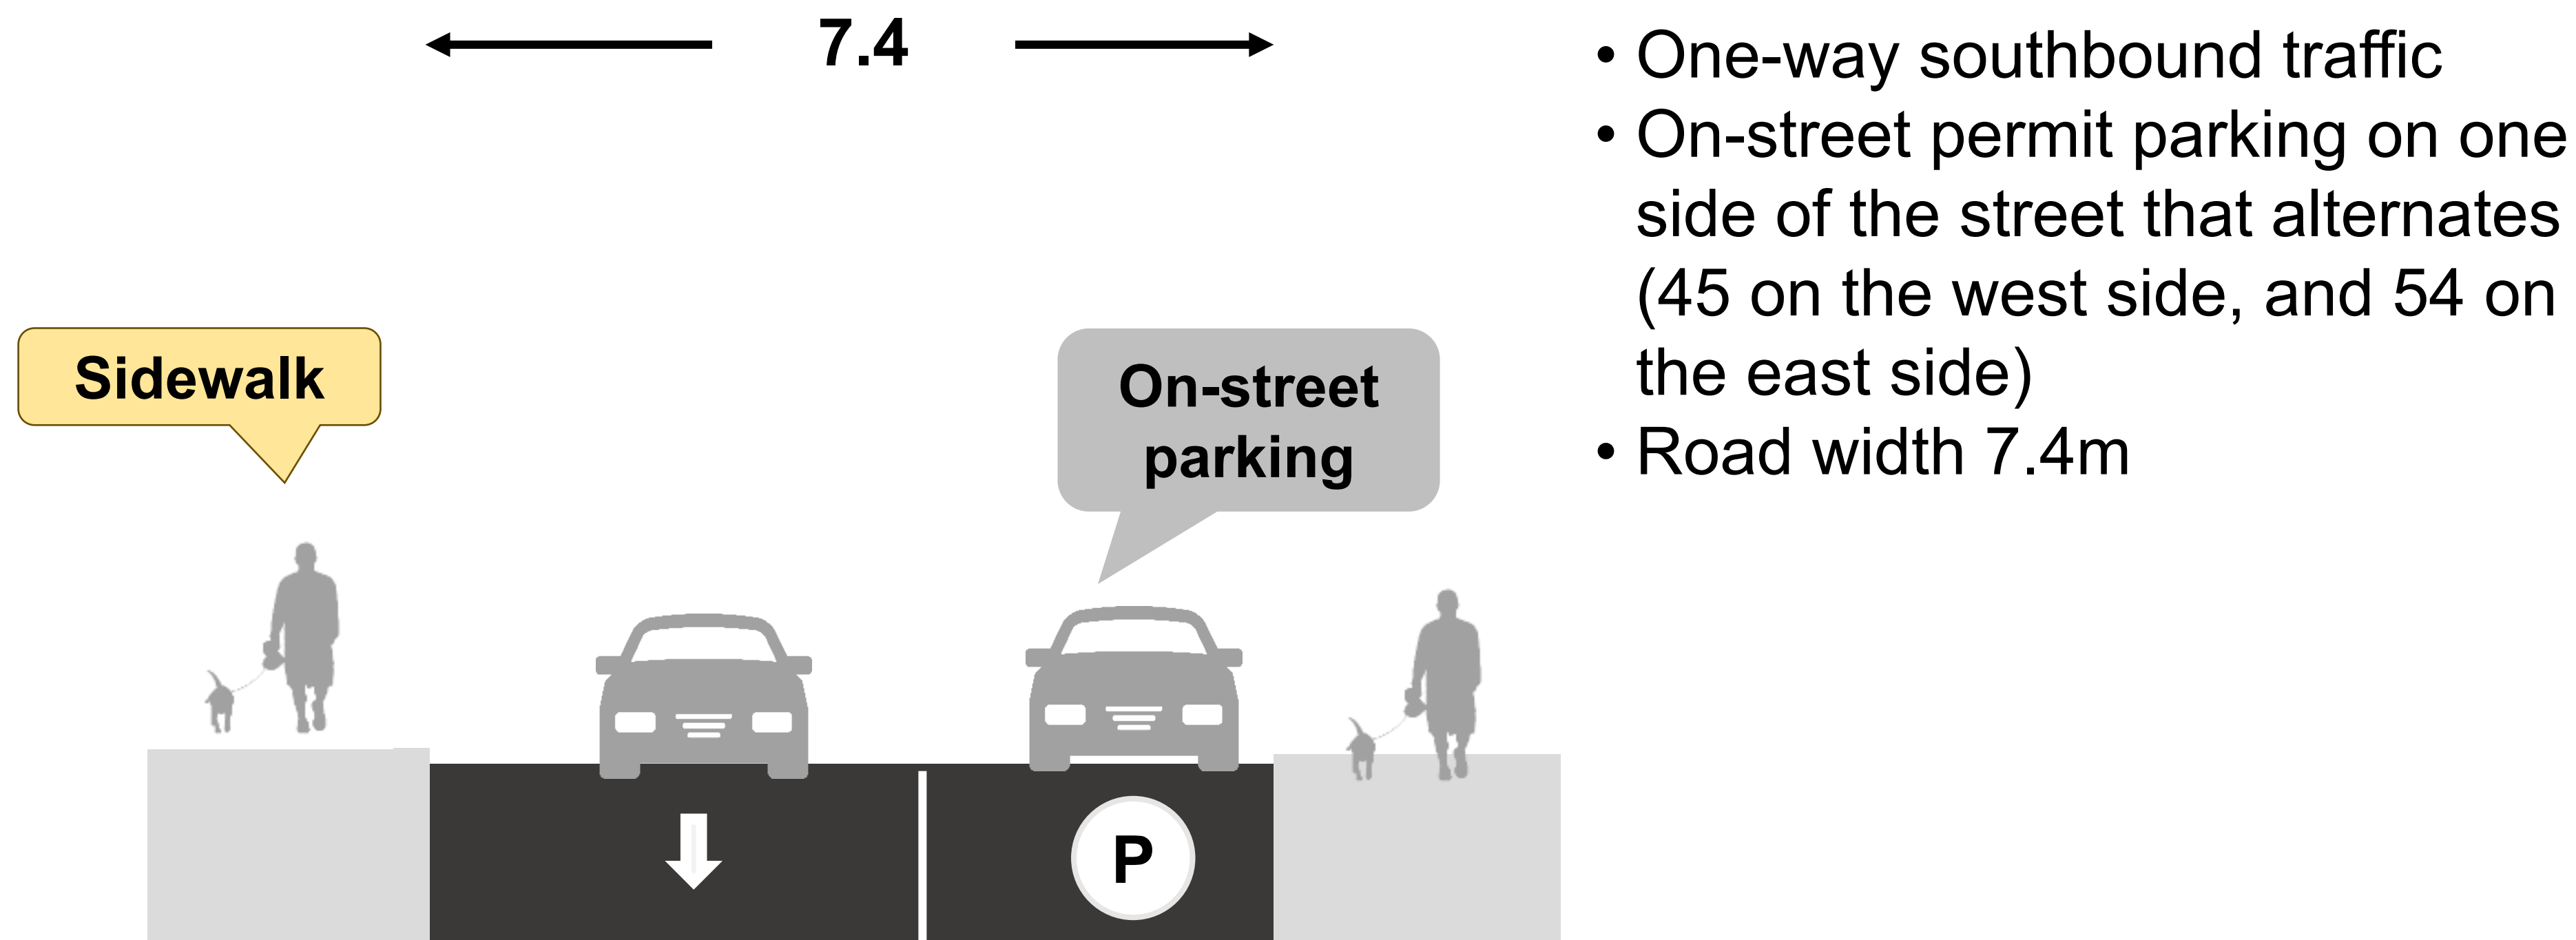 7.4
Sidewalk
On-street
parking
P
• One-way southbound traffic
• On-street permit parking on one
side of the street that alternates
(45 on the west side, and 54 on
the east side)
• Road width 7.4m